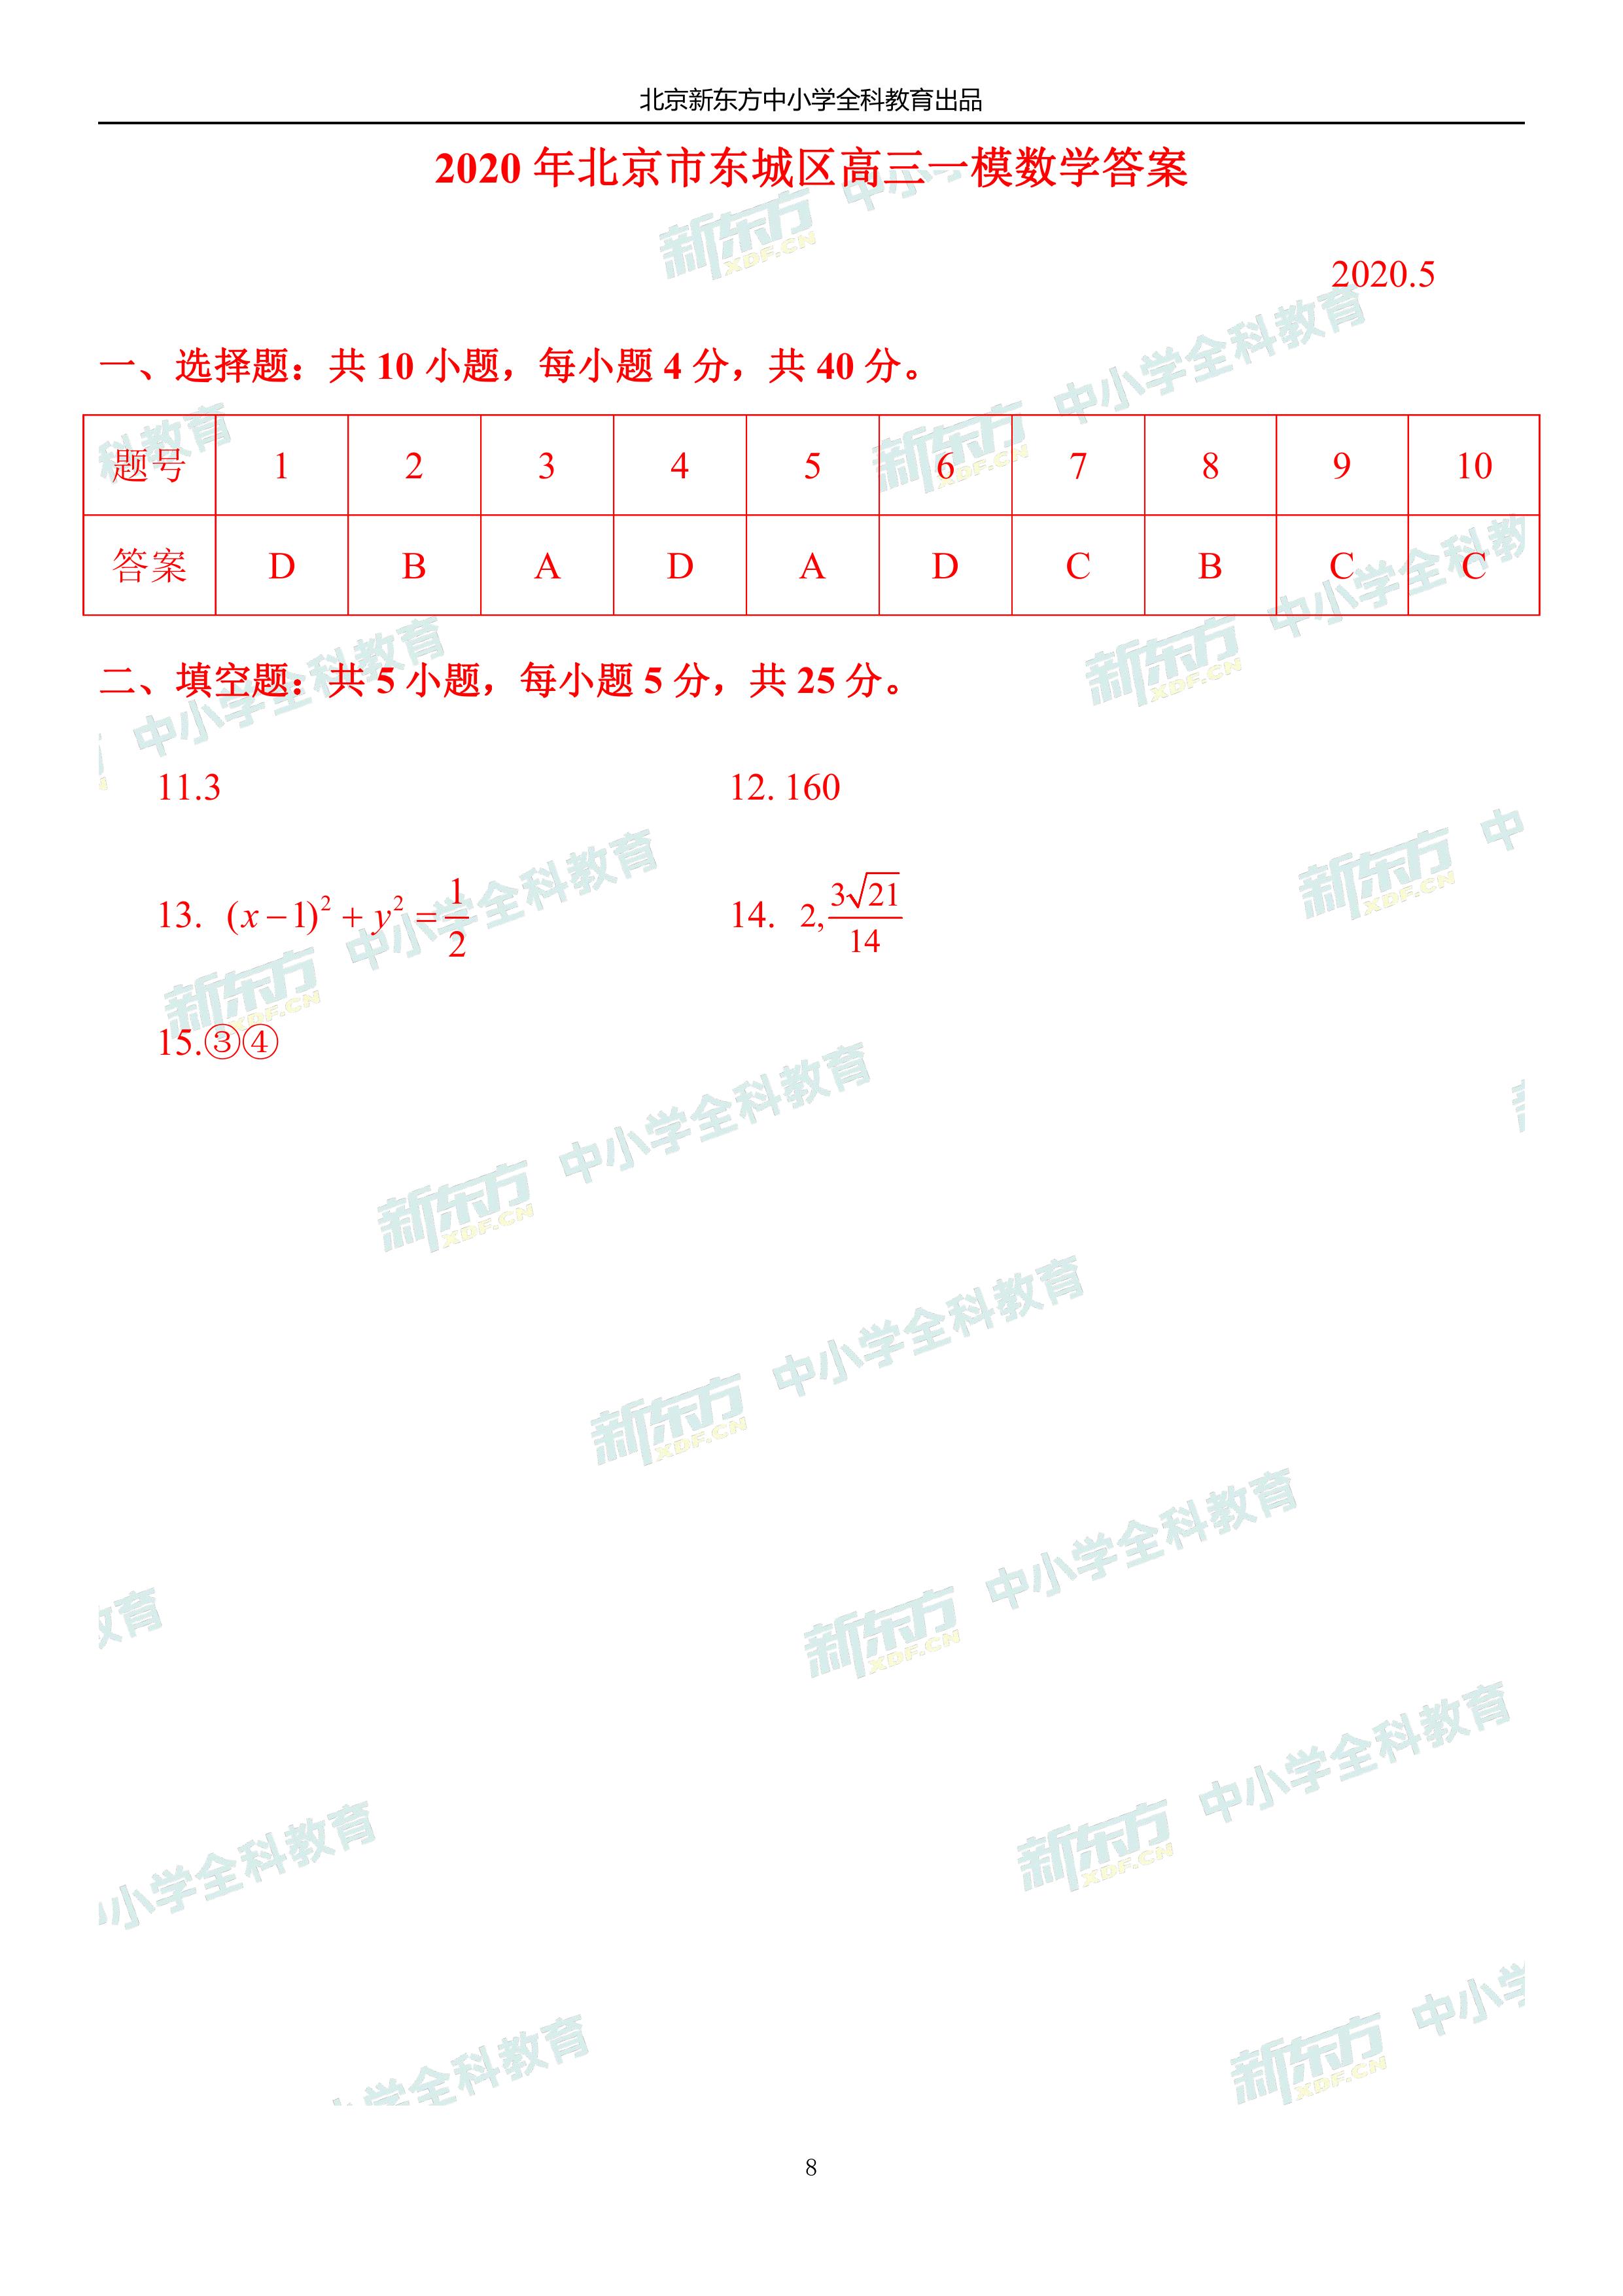 北京新东方中小学全科教育出品
2020 年北京市东城区高三一模数学答案
2020.5
一、选择题：共 10 小题，每小题 4 分，共 40 分。
题号 1 2 3 4 5 6 7 8 9 10
答案 D B A D A D C B C C
二、填空题：共 5 小题，每小题 5 分，共 25 分。
11.3 12. 160
13. (x−1)² + y² = 1/2 14. 2, 3√21/14
15.③④
新东方 XDF.CN 中小学全科教育
8